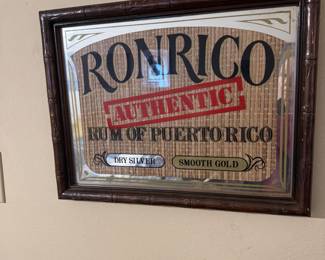 RONRICO
AUTHENTIC
RUM OF PUERTO RICO
DRY SILVER SMOOTH GOLD